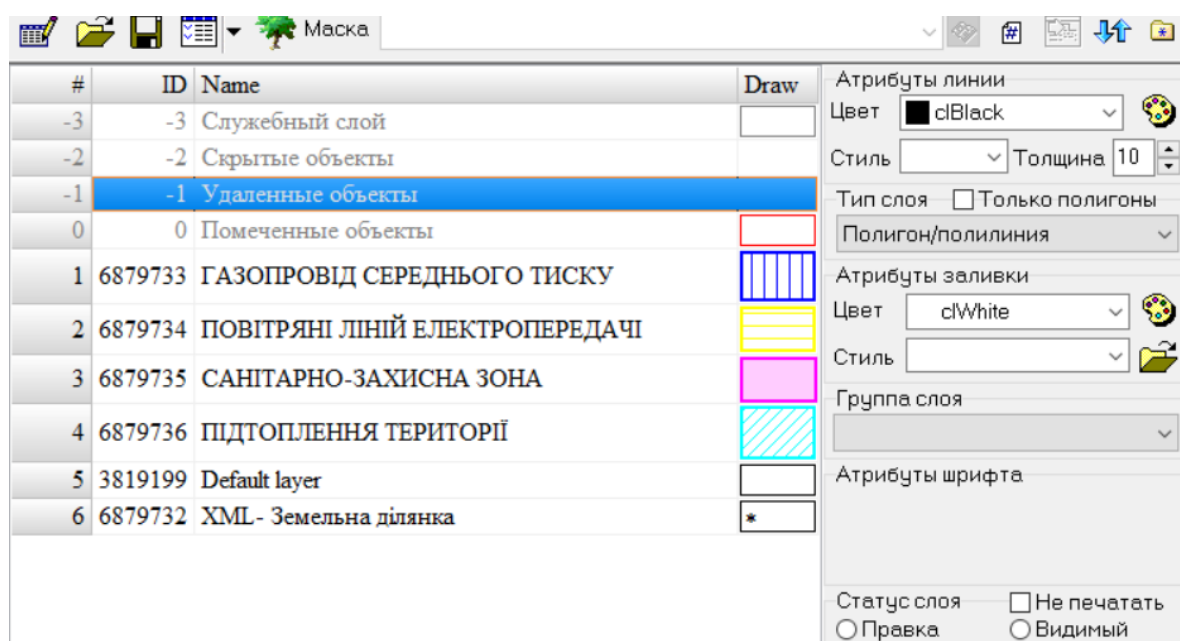 Маска
# ID Name Draw
-3 -3 Служебный слой
-2 -2 Скрытые объекты
-1 -1 Удаленные объекты
0 0 Помеченные объекты
1 6879733 ГАЗОПРОВІД СЕРЕДНЬОГО ТИСКУ
2 6879734 ПОВІТРЯНІ ЛІНІЙ ЕЛЕКТРОПЕРЕДАЧІ
3 6879735 САНІТАРНО-ЗАХИСНА ЗОНА
4 6879736 ПІДТОПЛЕННЯ ТЕРИТОРІЇ
5 3819199 Default layer
6 6879732 XML- Земельна ділянка *
Атрибуты линии
Цвет clBlack
Стиль Толщина 10
Тип слоя Только полигоны
Полигон/полилиния
Атрибуты заливки
Цвет clWhite
Стиль
Группа слоя
Атрибуты шрифта
Статус слоя Не печатать
Правка Видимый